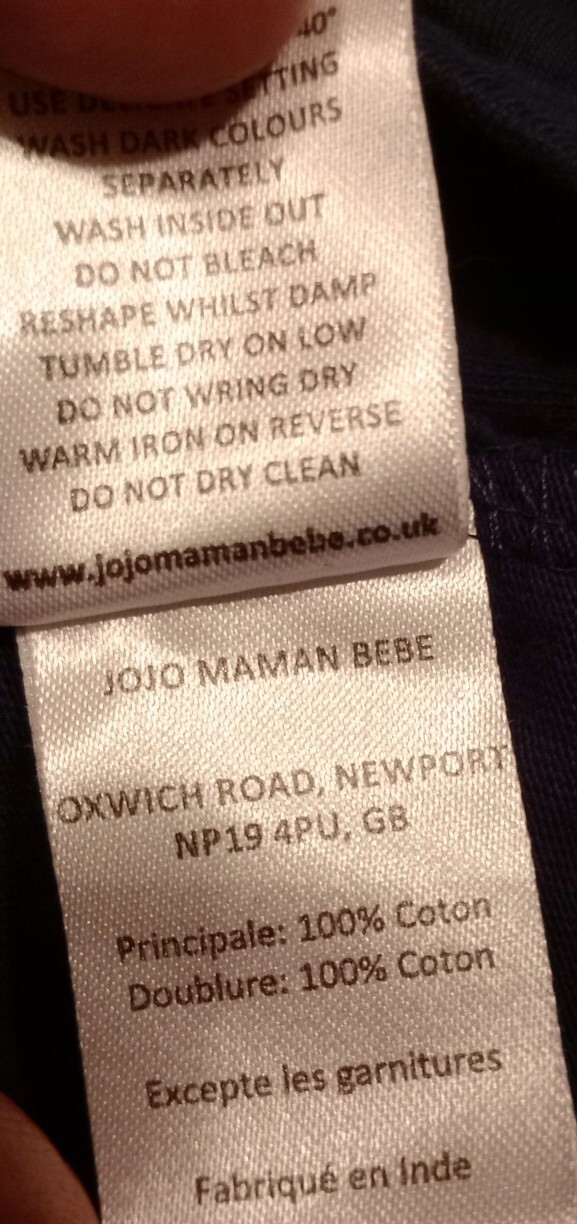 40°
USE DELICATE SETTING
WASH DARK COLOURS
SEPARATELY
WASH INSIDE OUT
DO NOT BLEACH
RESHAPE WHILST DAMP
TUMBLE DRY ON LOW
DO NOT WRING DRY
WARM IRON ON REVERSE
DO NOT DRY CLEAN
www.jojomamanbebe.co.uk
JOJO MAMAN BEBE
OXWICH ROAD, NEWPORT
NP19 4PU, GB
Principale: 100% Coton
Doublure: 100% Coton
Excepte les garnitures
Fabriqué en Inde